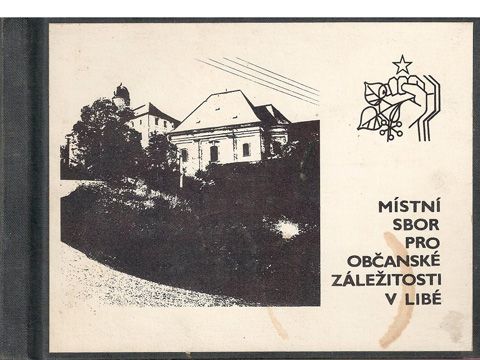 MÍSTNÍ
SBOR
PRO
OBČANSKÉ
ZÁLEŽITOSTI
V LIBÉ